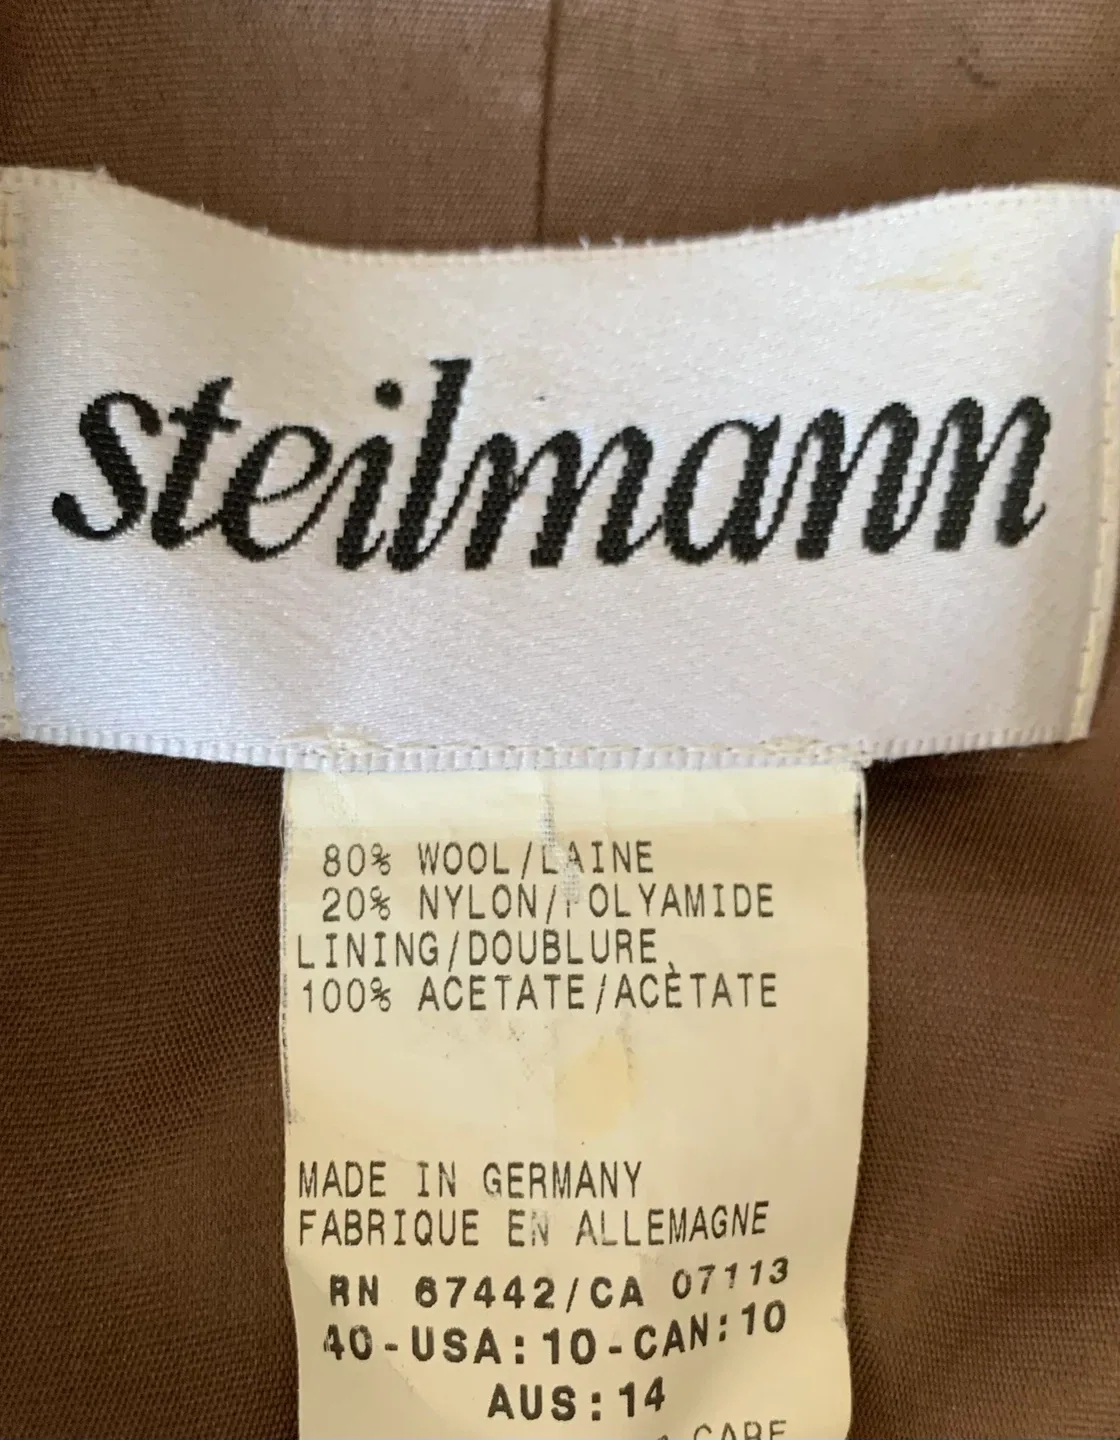 steilmann
80% WOOL/LAINE
20% NYLON/POLYAMIDE
LINING/DOUBLURE
100% ACETATE/ACÈTATE
MADE IN GERMANY
FABRIQUE EN ALLEMAGNE
RN 67442/CA 07113
40-USA:10-CAN:10
AUS:14
CARE